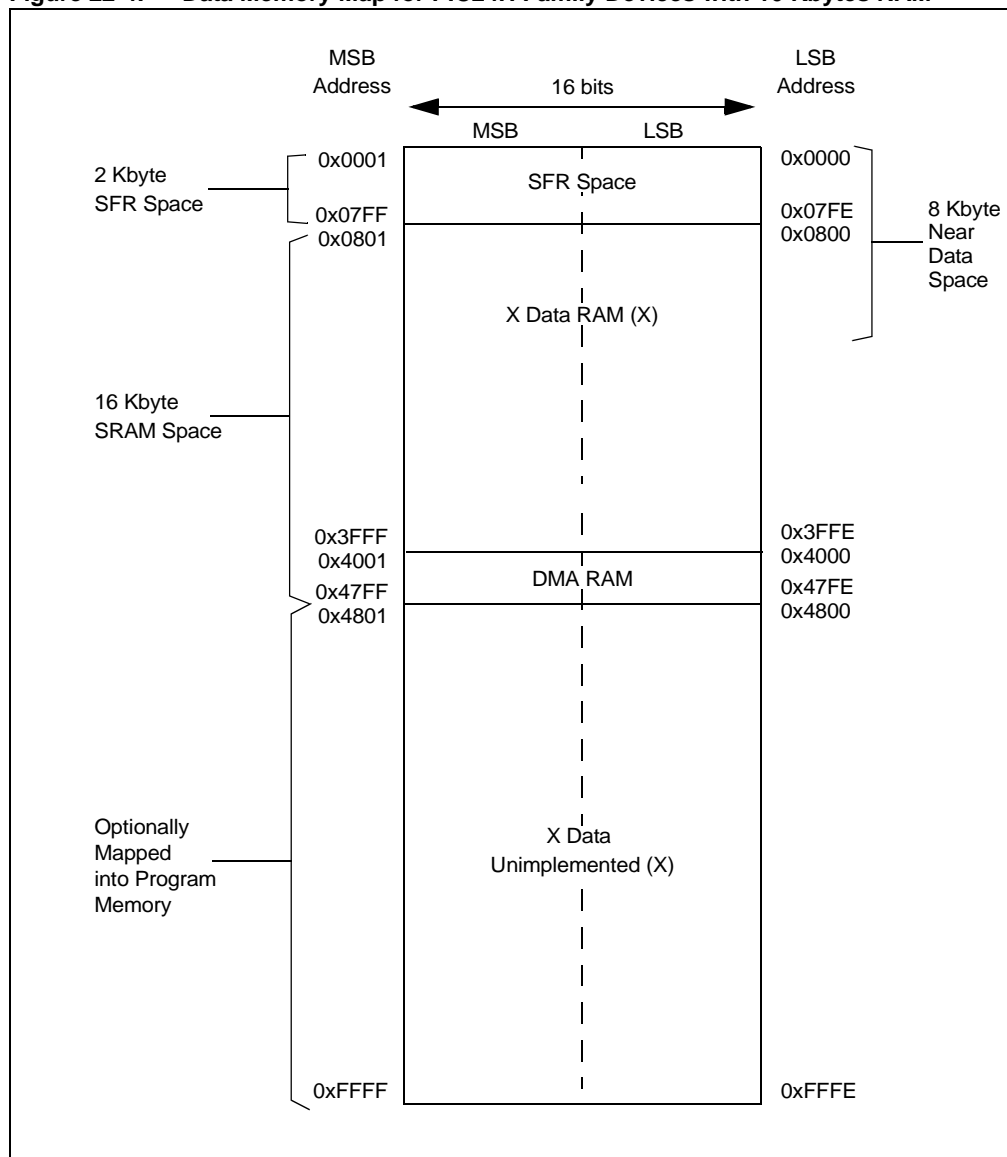 MSB
Address
LSB
Address
16 bits
MSB
LSB
2 Kbyte
SFR Space
0x0001
0x07FF
0x0801
SFR Space
0x0000
0x07FE
0x0800
8 Kbyte
Near
Data
Space
X Data RAM (X)
16 Kbyte
SRAM Space
0x3FFF
0x4001
0x47FF
0x4801
DMA RAM
0x3FFE
0x4000
0x47FE
0x4800
Optionally
Mapped
into Program
Memory
X Data
Unimplemented (X)
0xFFFF
0xFFFE